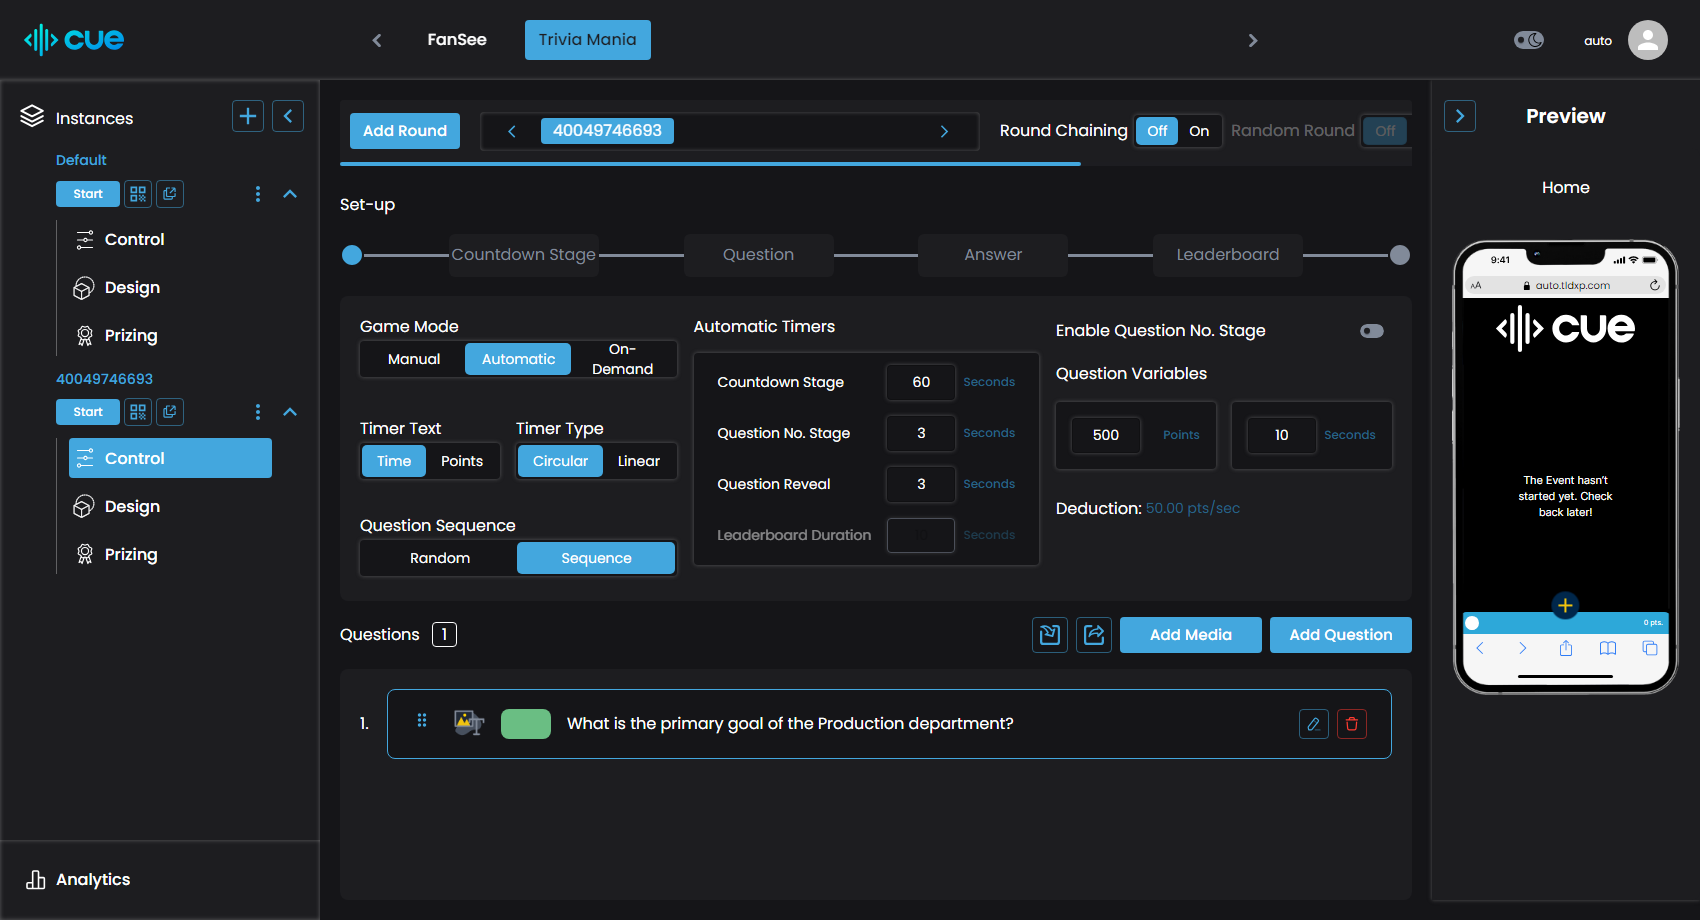 cue
FanSee
Trivia Mania
auto
Instances
Default
Start
Control
Design
Prizing
40049746693
Start
Control
Design
Prizing
Analytics
Add Round
40049746693
Round Chaining
Off
On
Random Round
Off
Set-up
Countdown Stage
Question
Answer
Leaderboard
Game Mode
Manual
Automatic
On-
Demand
Timer Text
Time
Points
Timer Type
Circular
Linear
Question Sequence
Random
Sequence
Automatic Timers
Countdown Stage 60 Seconds
Question No. Stage 3 Seconds
Question Reveal 3 Seconds
Leaderboard Duration Seconds
Enable Question No. Stage
Question Variables
500 Points
10 Seconds
Deduction: 50.00 pts/sec
Questions 1
Add Media
Add Question
1. What is the primary goal of the Production department?
Preview
Home
9:41
AA auto.tldxp.com
cue
The Event hasn't
started yet. Check
back later!
0 pts.